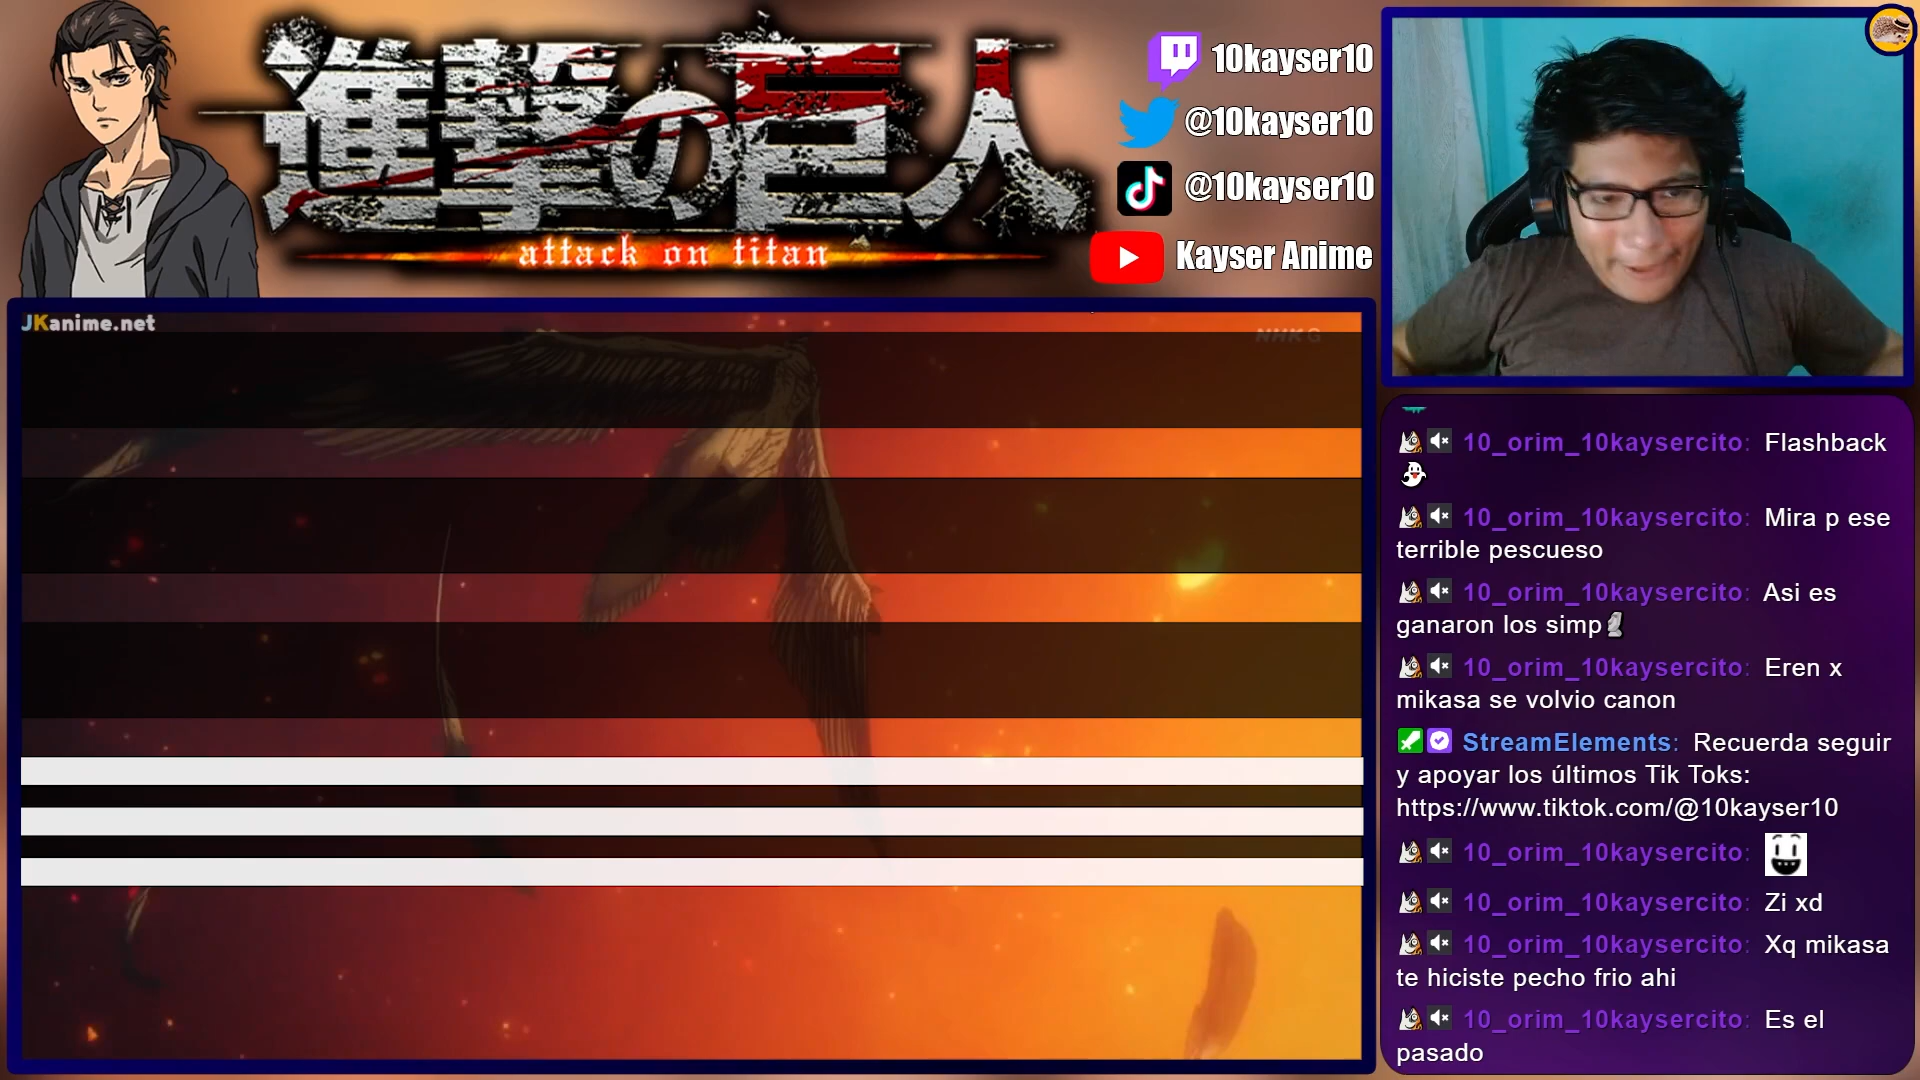 進撃の巨人
attack on titan
10kayser10
@10kayser10
@10kayser10
Kayser Anime
JKanime.net
NHK G
10_orim_10kaysercito: Flashback
10_orim_10kaysercito: Mira p ese
terrible pescueso
10_orim_10kaysercito: Asi es
ganaron los simp
10_orim_10kaysercito: Eren x
mikasa se volvio canon
StreamElements: Recuerda seguir
y apoyar los últimos Tik Toks:
https://www.tiktok.com/@10kayser10
10_orim_10kaysercito:
10_orim_10kaysercito: Zi xd
10_orim_10kaysercito: Xq mikasa
te hiciste pecho frio ahi
10_orim_10kaysercito: Es el
pasado